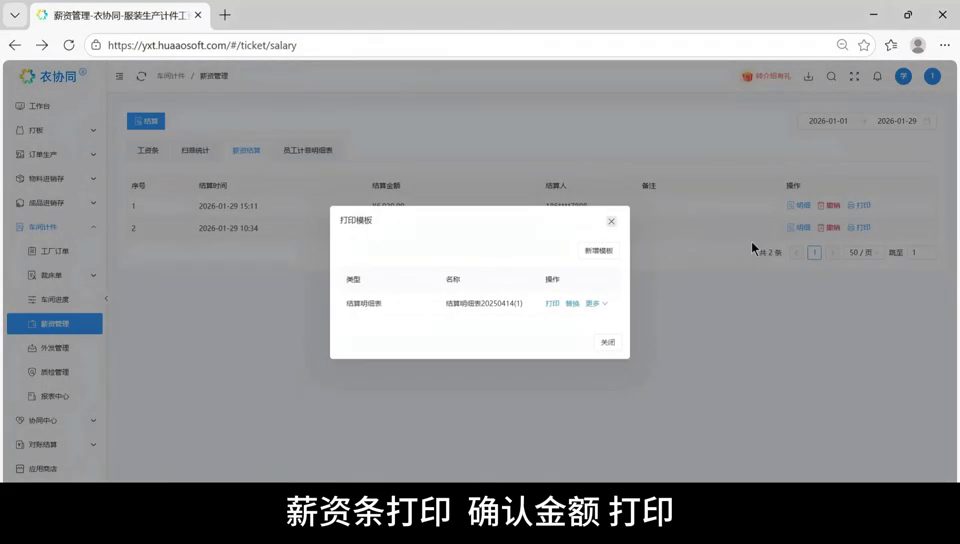 薪资管理-衣协同-服装生产计件工
https://yxt.huaaosoft.com/#/ticket/salary
衣协同®
车间计件 / 薪资管理
转介绍有礼
学
1
工作台
打板
订单生产
物料进销存
成品进销存
车间计件
工厂订单
裁床单
车间进度
薪资管理
外发管理
质检管理
报表中心
协同中心
对账结算
应用商店
结算
2026-01-01
2026-01-29
工资条 扫菲统计 薪资结算 员工计菲明细表
序号 结算时间 结算金额 结算人 备注 操作
1 2026-01-29 15:11 明细 撤销 打印
2 2026-01-29 10:34 明细 撤销 打印
共 2 条 1 50 / 页 跳至 1
打印模板
新增模板
类型 名称 操作
结算明细表 结算明细表20250414(1) 打印 替换 更多
关闭
薪资条打印 确认金额 打印